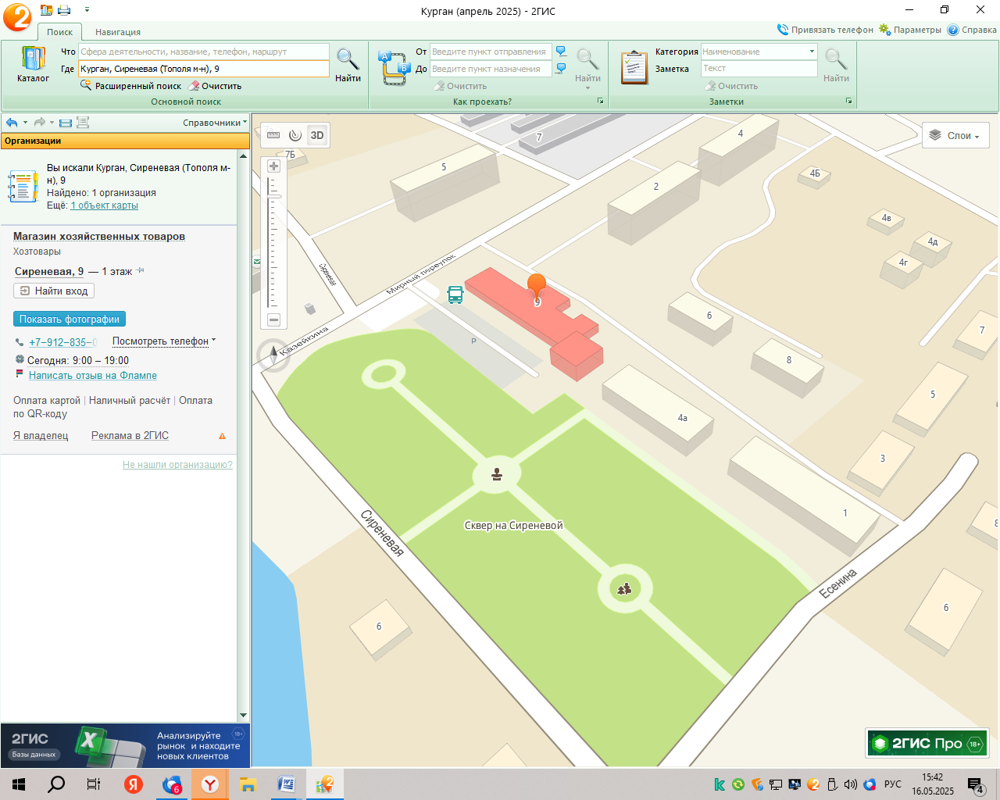 Курган (апрель 2025) - 2ГИС
Поиск
Навигация
Привязать телефон
Параметры
Справка
Каталог
Что
Сфера деятельности, название, телефон, маршрут
Где
Курган, Сиреневая (Тополя м-н), 9
Расширенный поиск
Очистить
Найти
Основной поиск
От
Введите пункт отправления
До
Введите пункт назначения
Очистить
Найти
Как проехать?
Категория
Наименование
Заметка
Текст
Очистить
Найти
Заметки
Справочники
Организации
Вы искали Курган, Сиреневая (Тополя м-
н), 9
Найдено: 1 организация
Ещё: 1 объект карты
Магазин хозяйственных товаров
Хозтовары
Сиреневая, 9 — 1 этаж
Найти вход
Показать фотографии
+7-912-835-
Посмотреть телефон
Сегодня: 9:00 – 19:00
Написать отзыв на Флампе
Оплата картой | Наличный расчёт | Оплата
по QR-коду
Я владелец
Реклама в 2ГИС
Не нашли организацию?
2ГИС
Базы данных
Анализируйте
рынок и находите
новых клиентов
18+
3D
Слои
7Б
5
7
4
2
4Б
4в
4д
4г
Сиреневая
Мирный переулок
9
P
6
8
7
5
Казейкина
4а
3
1
8
Сквер на Сиреневой
Сиреневая
Есенина
6
6
2ГИС Про
18+
6
РУС
15:42
16.05.2025
4